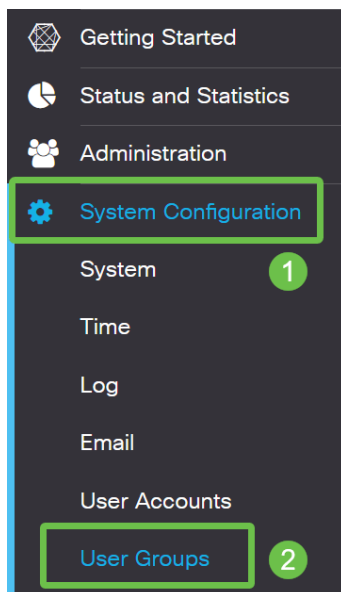 Getting Started
Status and Statistics
Administration
System Configuration
System
1
Time
Log
Email
User Accounts
User Groups
2